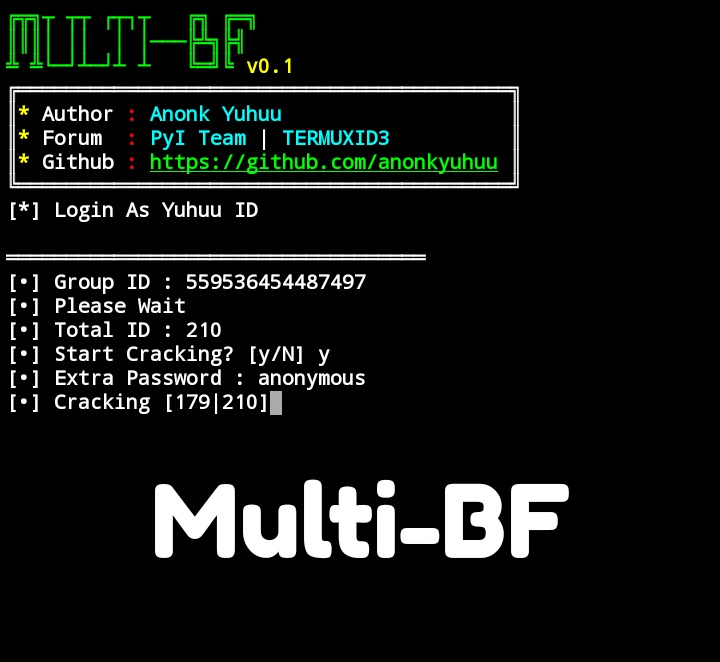 MULTI-BF v0.1
* Author : Anonk Yuhuu
* Forum : PyI Team | TERMUXID3
* Github : https://github.com/anonkyuhuu
[*] Login As Yuhuu ID
[•] Group ID : 559536454487497
[•] Please Wait
[•] Total ID : 210
[•] Start Cracking? [y/N] y
[•] Extra Password : anonymous
[•] Cracking [179|210]
Multi-BF